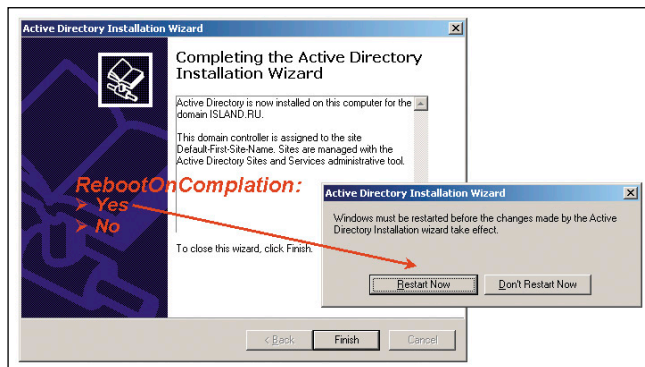 Active Directory Installation Wizard
Completing the Active Directory
Installation Wizard
Active Directory is now installed on this computer for the
domain ISLAND.RU.
This domain controller is assigned to the site
Default-First-Site-Name. Sites are managed with the
Active Directory Sites and Services administrative tool.
RebootOnComplation:
➤ Yes
➤ No
To close this wizard, click Finish.
< Back
Finish
Cancel
Active Directory Installation Wizard
Windows must be restarted before the changes made by the Active
Directory Installation wizard take effect.
Restart Now
Don't Restart Now